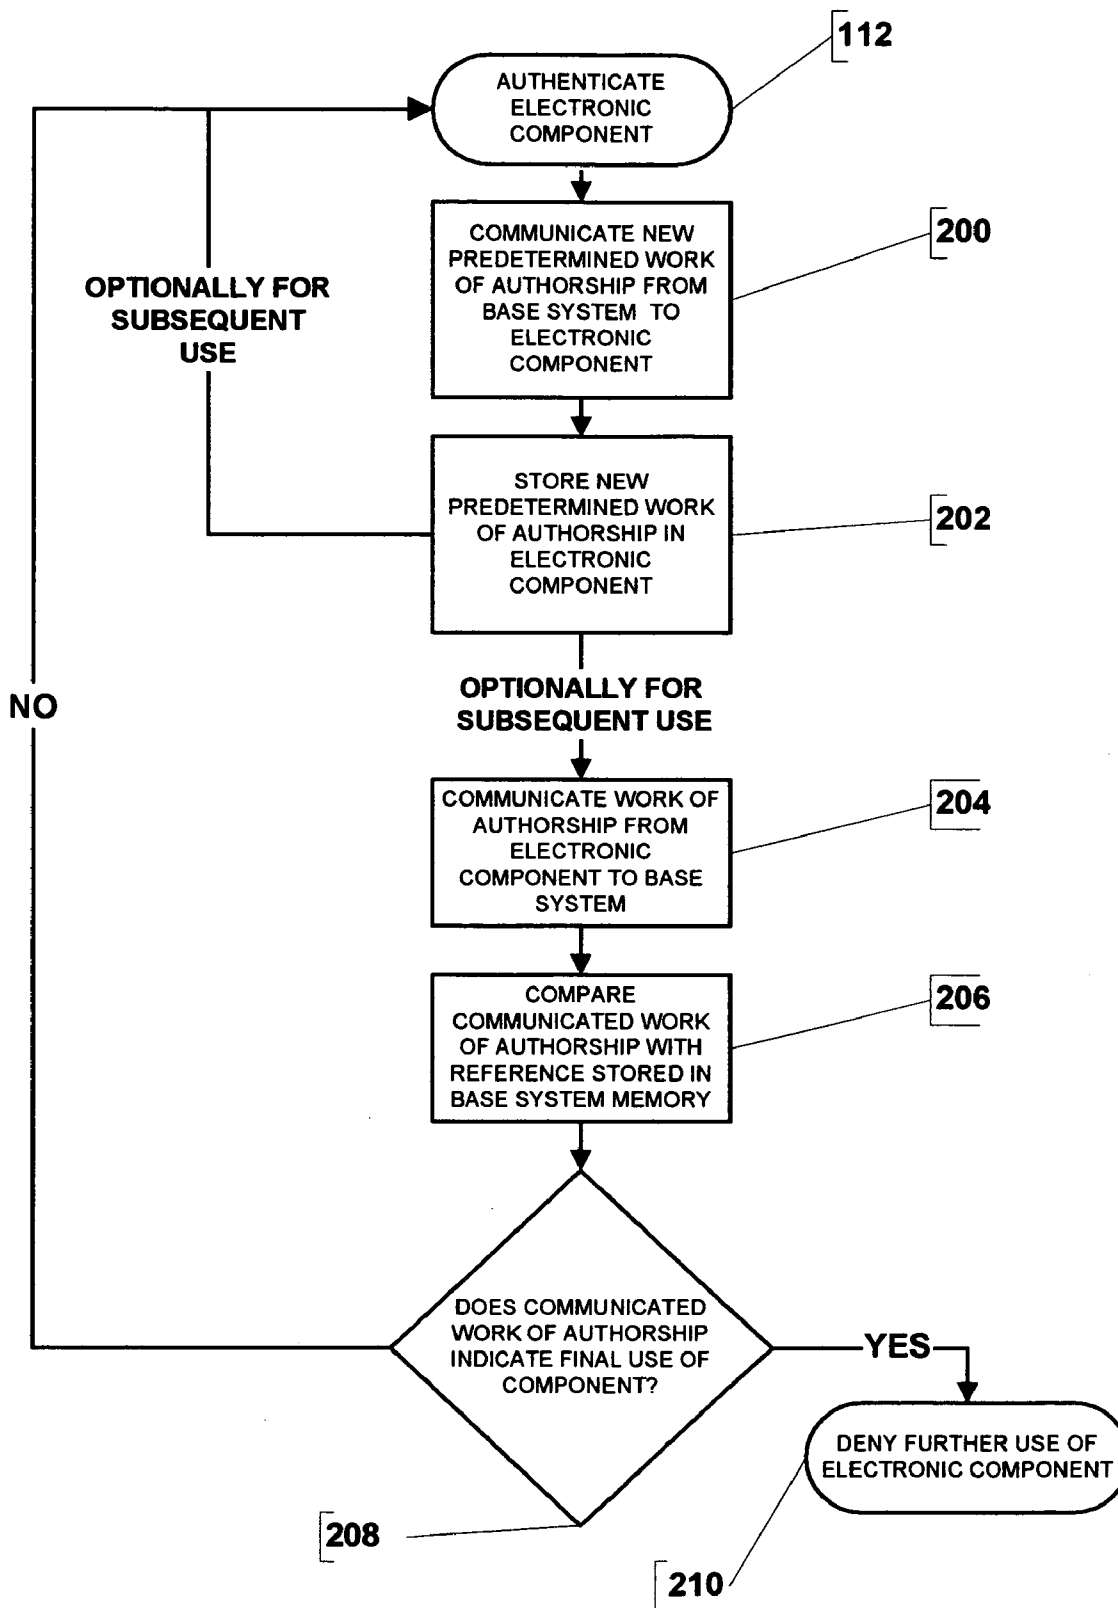 112
AUTHENTICATE
ELECTRONIC
COMPONENT
200
COMMUNICATE NEW
PREDETERMINED WORK
OF AUTHORSHIP FROM
BASE SYSTEM TO
ELECTRONIC
COMPONENT
OPTIONALLY FOR
SUBSEQUENT
USE
202
STORE NEW
PREDETERMINED WORK
OF AUTHORSHIP IN
ELECTRONIC
COMPONENT
NO
OPTIONALLY FOR
SUBSEQUENT USE
204
COMMUNICATE WORK OF
AUTHORSHIP FROM
ELECTRONIC
COMPONENT TO BASE
SYSTEM
206
COMPARE
COMMUNICATED WORK
OF AUTHORSHIP WITH
REFERENCE STORED IN
BASE SYSTEM MEMORY
DOES COMMUNICATED
WORK OF AUTHORSHIP
INDICATE FINAL USE OF
COMPONENT?
YES
DENY FURTHER USE OF
ELECTRONIC COMPONENT
208
210